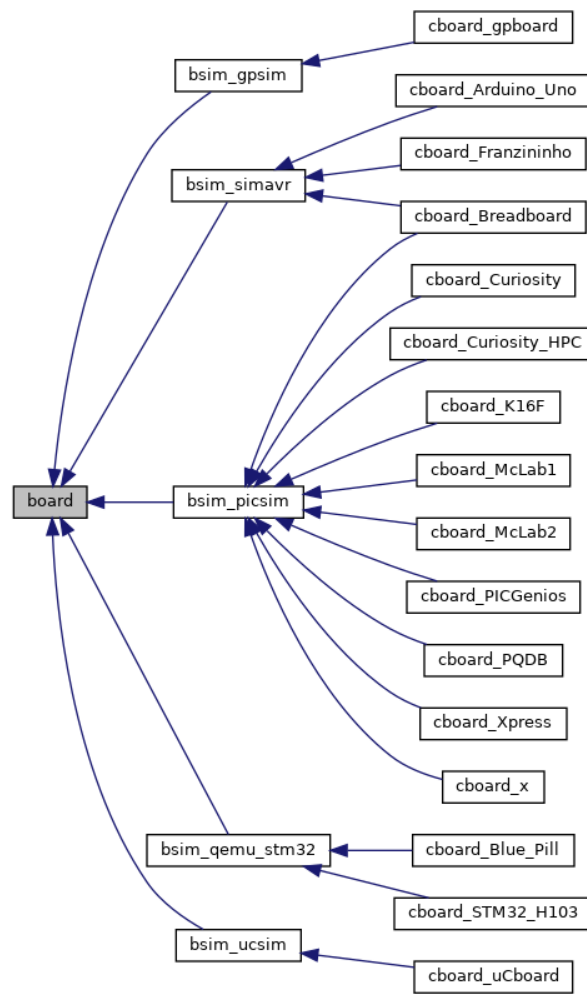 cboard_gpboard
bsim_gpsim
cboard_Arduino_Uno
cboard_Franzininho
bsim_simavr
cboard_Breadboard
cboard_Curiosity
cboard_Curiosity_HPC
cboard_K16F
cboard_McLab1
board
bsim_picsim
cboard_McLab2
cboard_PICGenios
cboard_PQDB
cboard_Xpress
cboard_x
bsim_qemu_stm32
cboard_Blue_Pill
cboard_STM32_H103
bsim_ucsim
cboard_uCboard